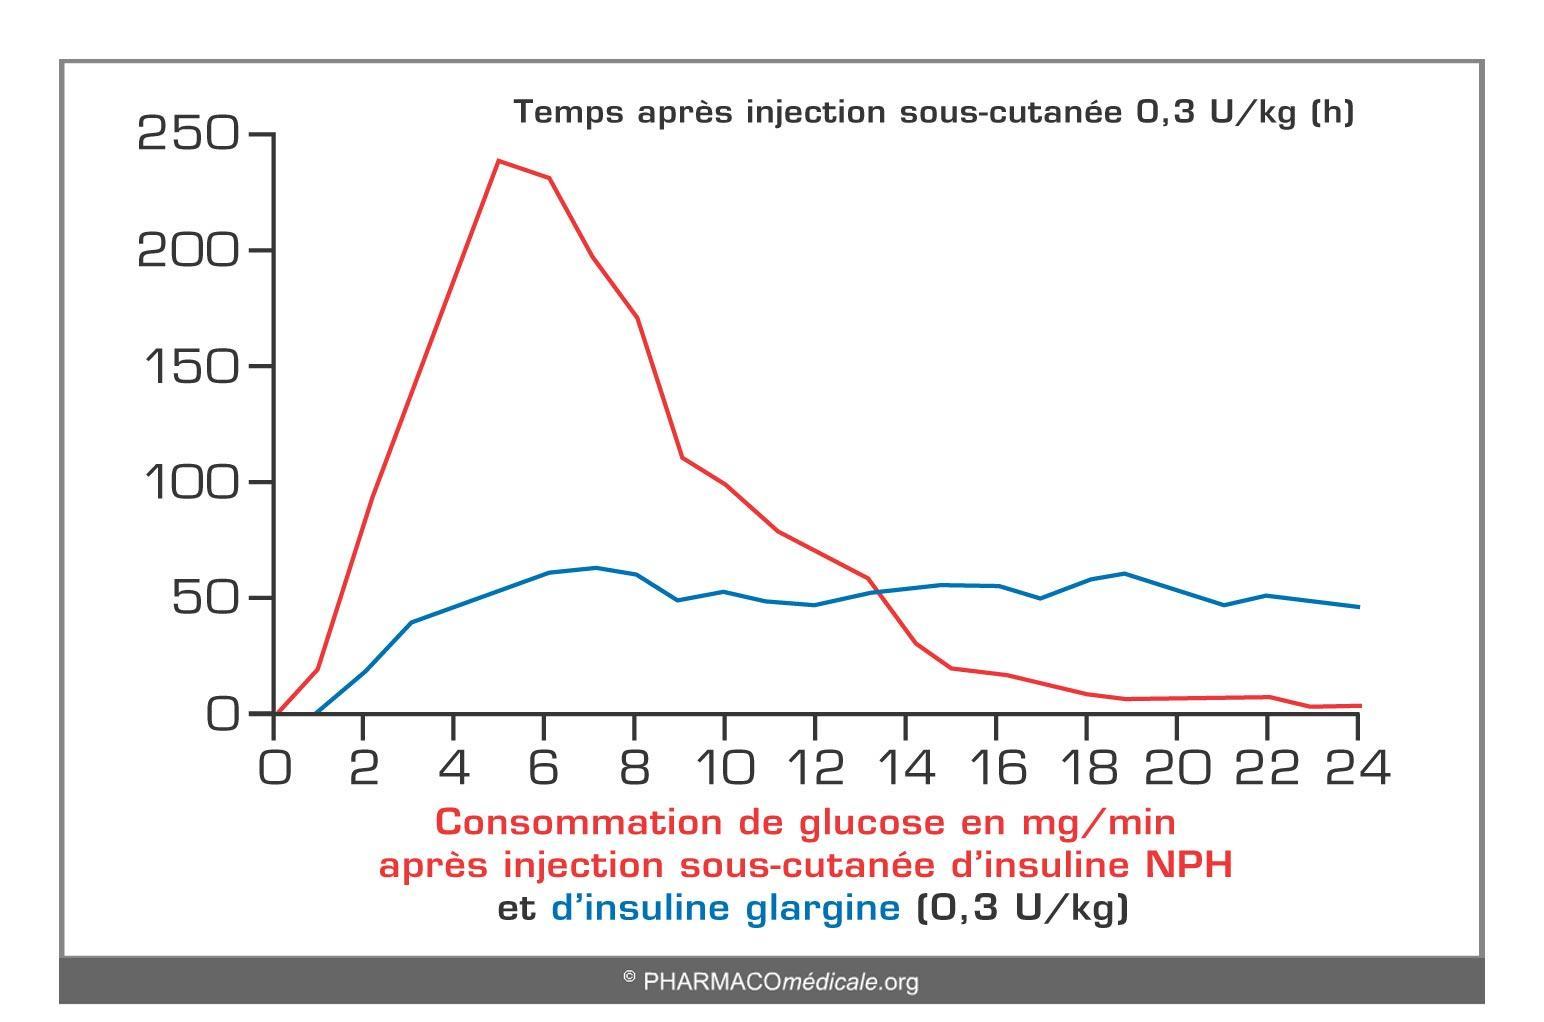 Temps après injection sous-cutanée 0,3 U/kg (h)
250
200
150
100
50
0
0 2 4 6 8 10 12 14 16 18 20 22 24
Consommation de glucose en mg/min
après injection sous-cutanée d’insuline NPH
et d’insuline glargine (0,3 U/kg)
© PHARMACOmédicale.org